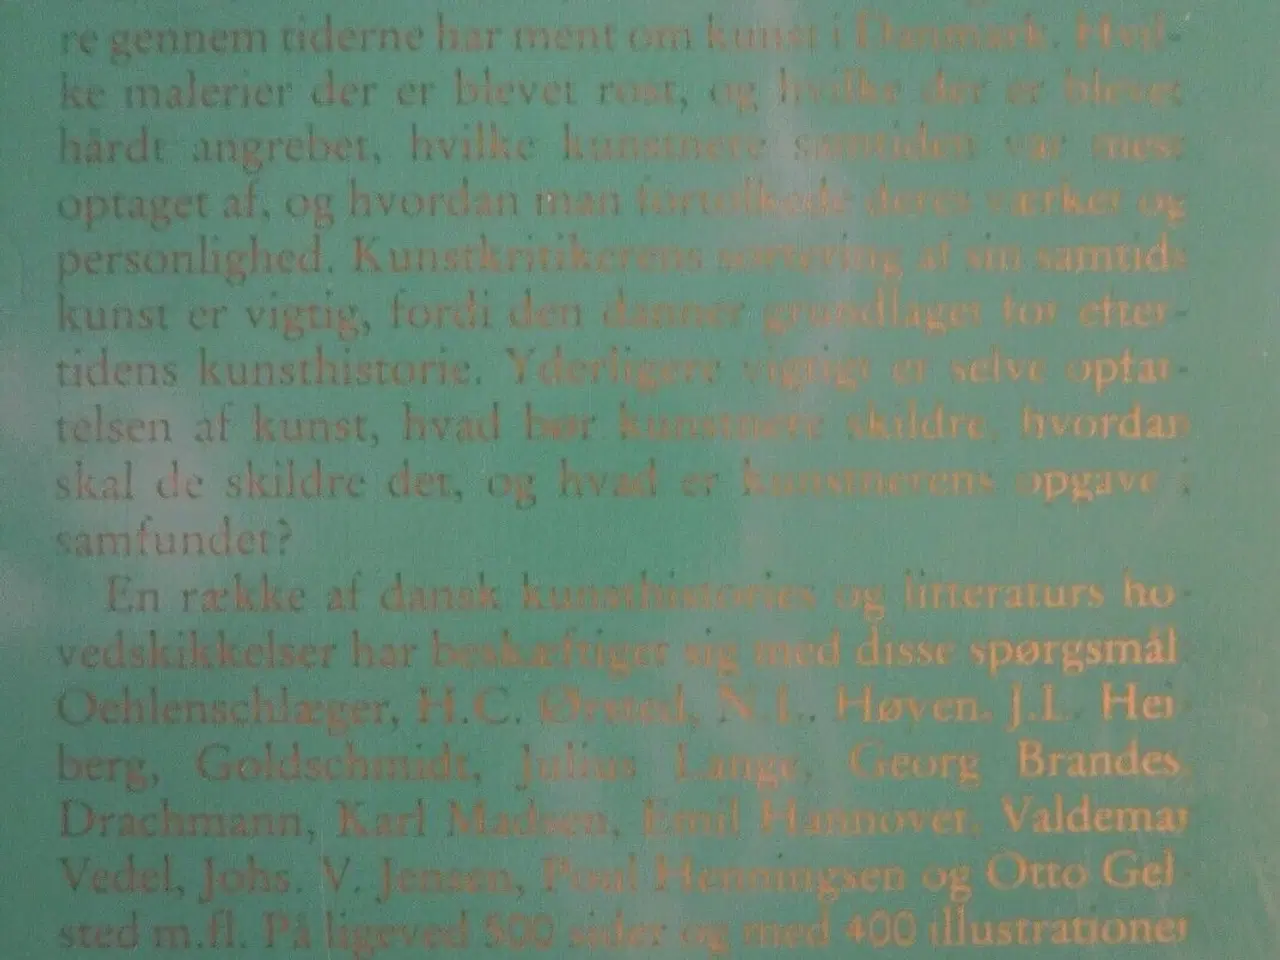 re gennem tiderne har ment om kunst i Danmark. Hvil-
ke malerier der er blevet rost, og hvilke der er blevet
hårdt angrebet, hvilke kunstnere samtiden var mest
optaget af, og hvordan man fortolkede deres værker og
personlighed. Kunstkritikerens sortering af sin samtids
kunst er vigtig, fordi den danner grundlaget for efter-
tidens kunsthistorie. Yderligere vigtigt er selve opfat-
telsen af kunst, hvad bør kunstnere skildre, hvordan
skal de skildre det, og hvad er kunstnerens opgave i
samfundet?
En række af dansk kunsthistories og litteraturs ho-
vedskikkelser har beskæftiget sig med disse spørgsmål
Oehlenschlæger, H.C. Ørsted, N.L. Høyen, J.L. Hei
berg, Goldschmidt, Julius Lange, Georg Brandes,
Drachmann, Karl Madsen, Emil Hannover, Valdemar
Vedel, Johs. V. Jensen, Poul Henningsen og Otto Gel
sted m.fl. På ligeved 500 sider og med 400 illustrationer